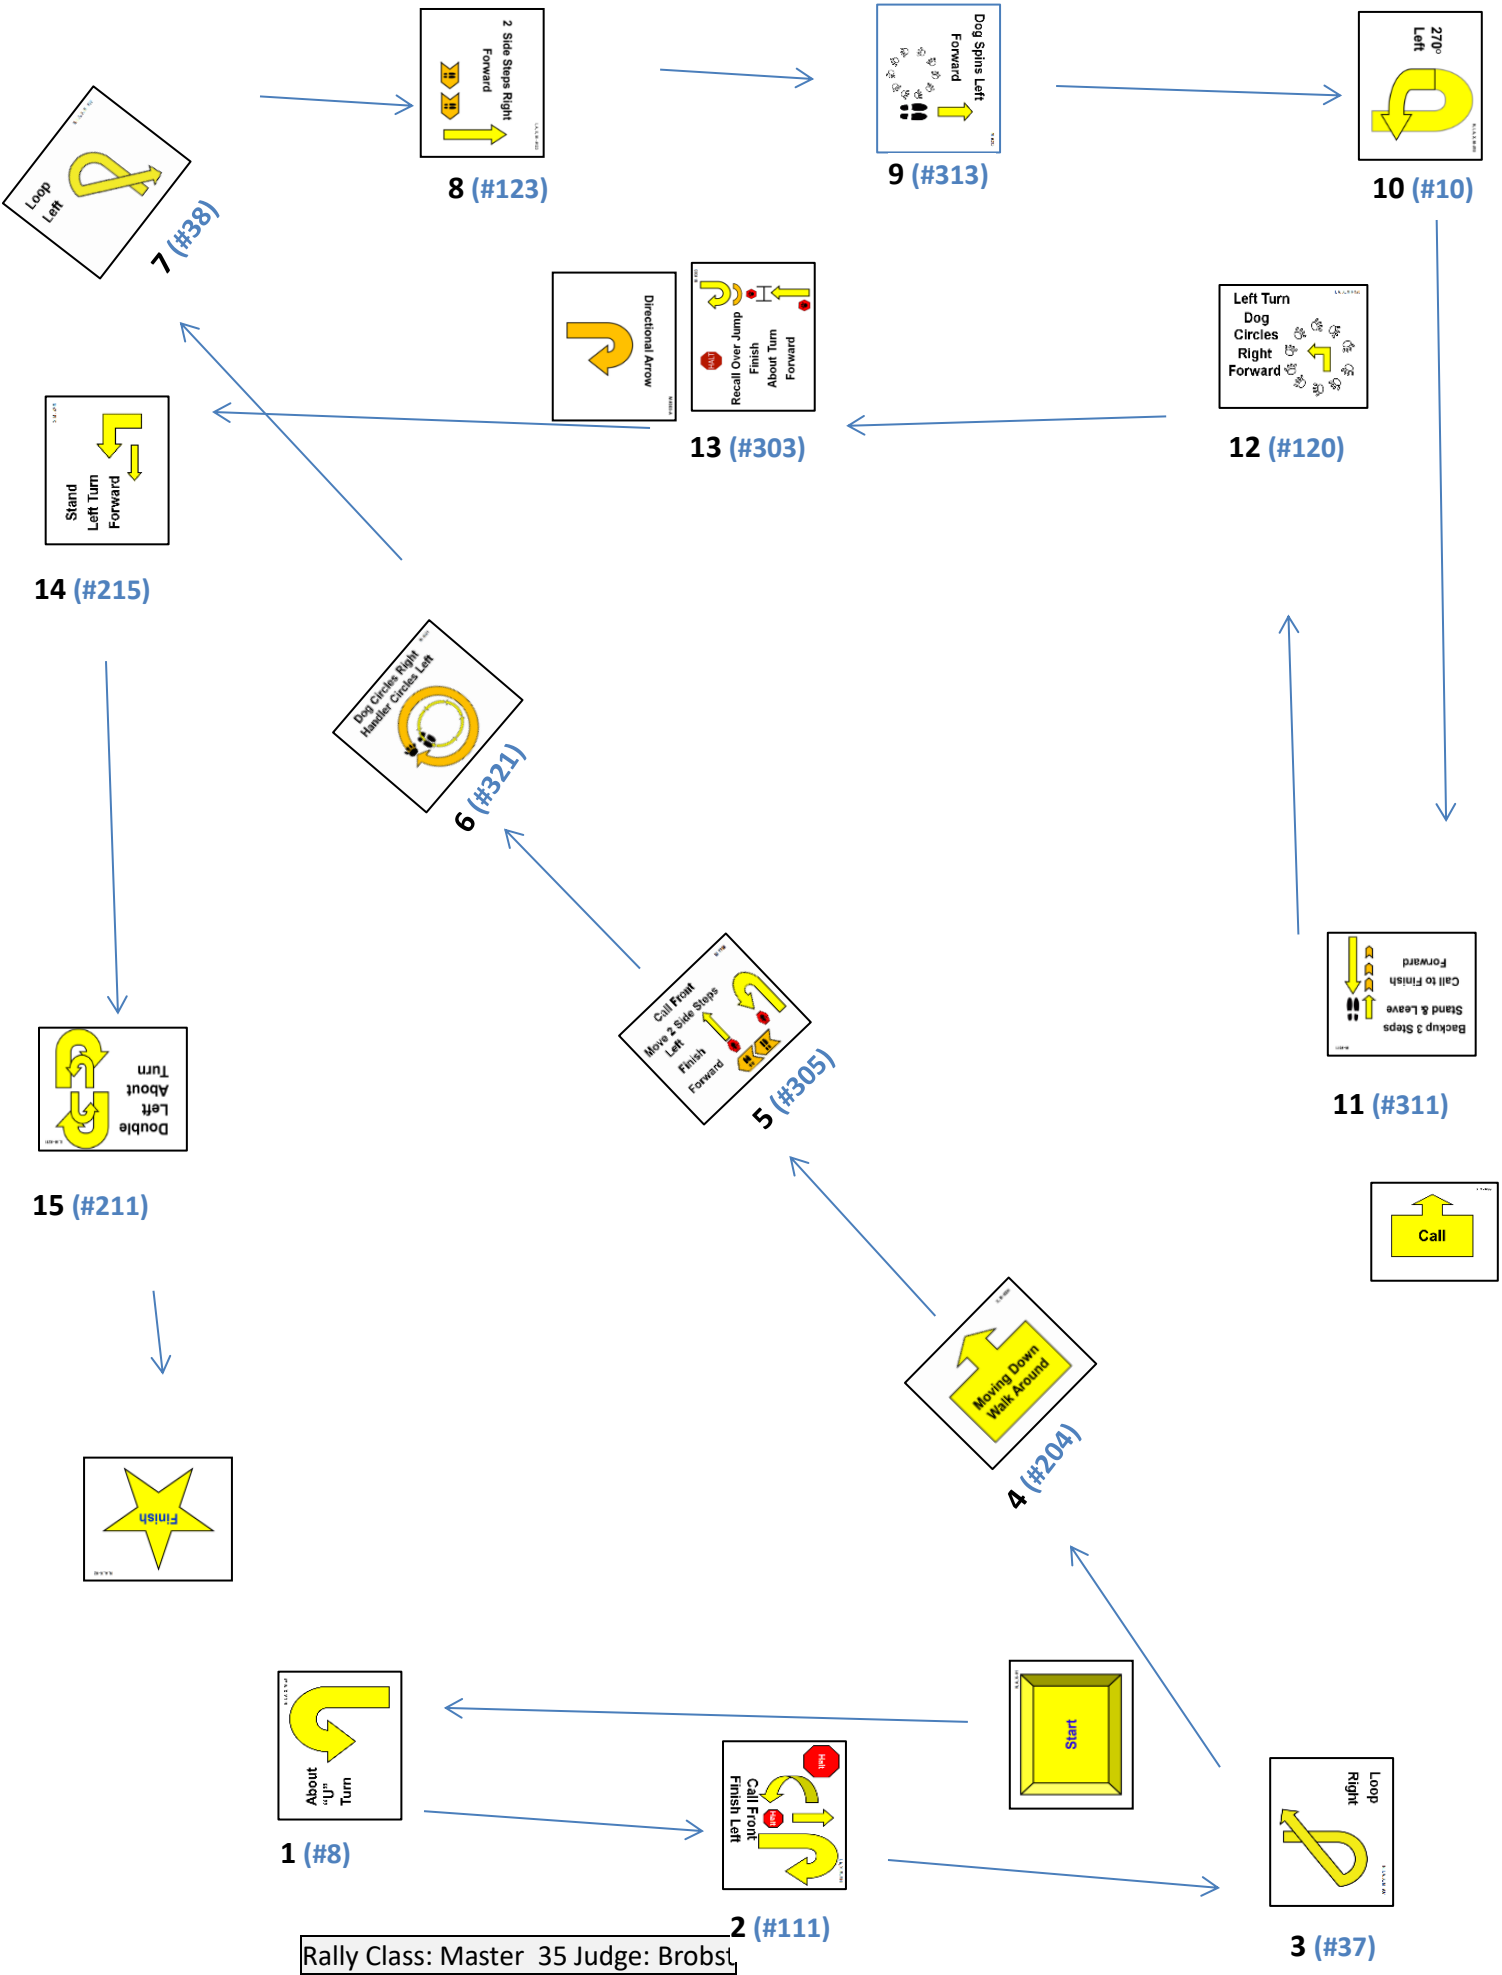 2 Side Steps Right
Forward
8 (#123)
Dog Spins Left
Forward
9 (#313)
270°
Left
10 (#10)
Loop
Left
7 (#38)
Directional Arrow
HALT
Recall Over Jump
Finish
About Turn
Forward
13 (#303)
Left Turn
Dog
Circles
Right
Forward
12 (#120)
Stand
Left Turn
Forward
14 (#215)
Dog Circles Right
Handler Circles Left
6 (#321)
Call Front
Move 2 Side Steps
Left
Finish
Forward
5 (#305)
Backup 3 Steps
Stand & Leave
Call to Finish
Forward
11 (#311)
Call
Double
Left
About
Turn
15 (#211)
Moving Down
Walk Around
4 (#204)
Finish
Start
About
"U"
Turn
1 (#8)
Halt
Halt
Call Front
Finish Left
2 (#111)
Loop
Right
3 (#37)
Rally Class: Master 35 Judge: Brobst